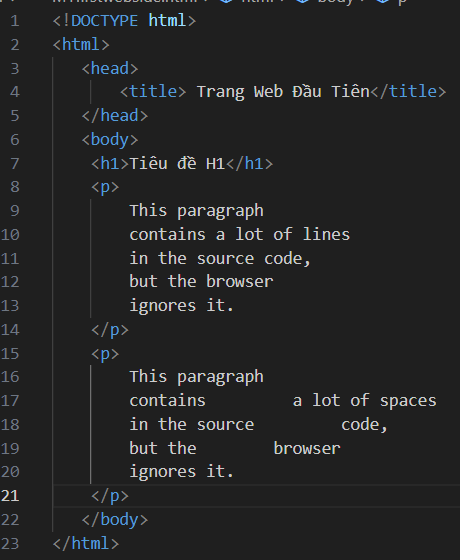 html body p
1 <!DOCTYPE html>
2 <html>
3 <head>
4 <title> Trang Web Đầu Tiên</title>
5 </head>
6 <body>
7 <h1>Tiêu đề H1</h1>
8 <p>
9 This paragraph
10 contains a lot of lines
11 in the source code,
12 but the browser
13 ignores it.
14 </p>
15 <p>
16 This paragraph
17 contains         a lot of spaces
18 in the source         code,
19 but the        browser
20 ignores it.
21 </p>
22 </body>
23 </html>